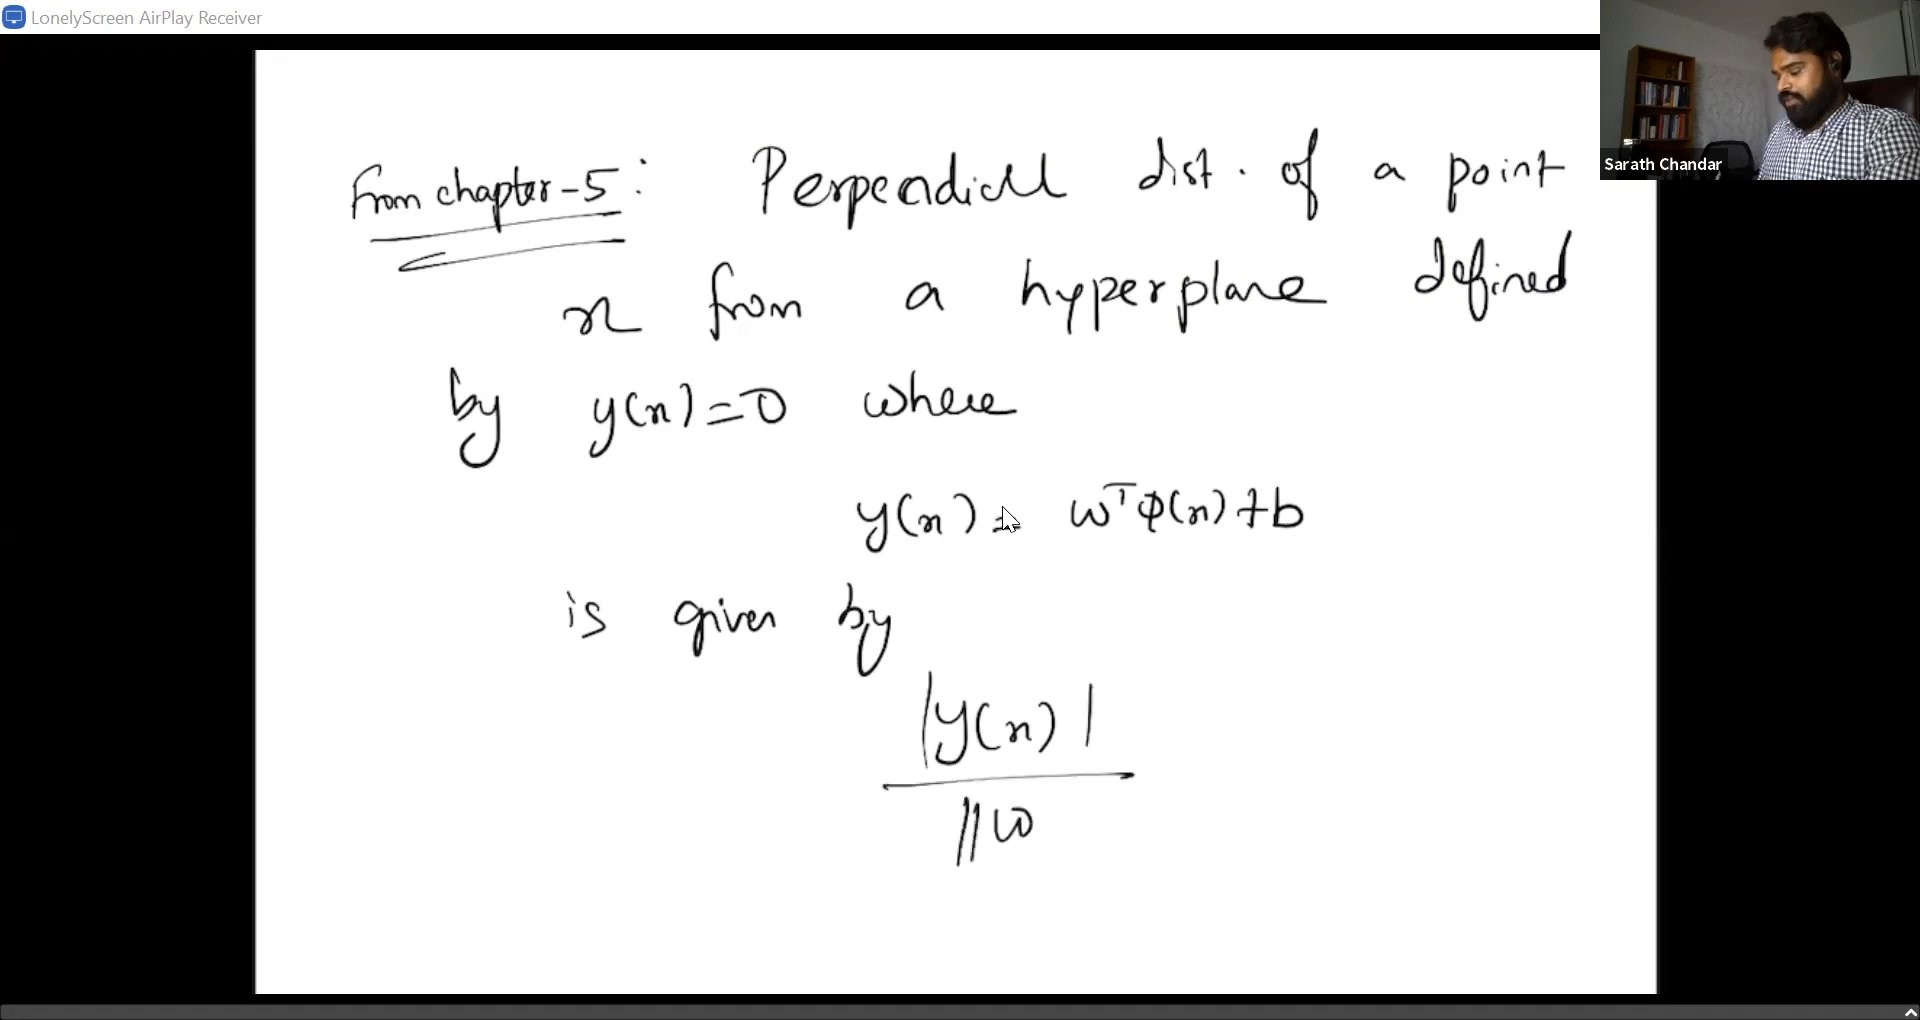 LonelyScreen AirPlay Receiver
Sarath Chandar
From chapter-5: Perpendicull dist. of a point
x from a hyperplane defined
by y(x)=0 where
y(x) = wᵀφ(x)+b
is given by
|y(x)|
||w